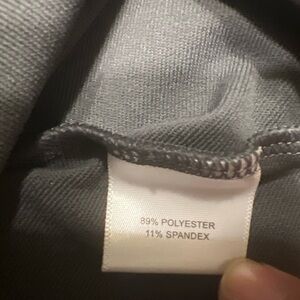 89% POLYESTER
11% SPANDEX